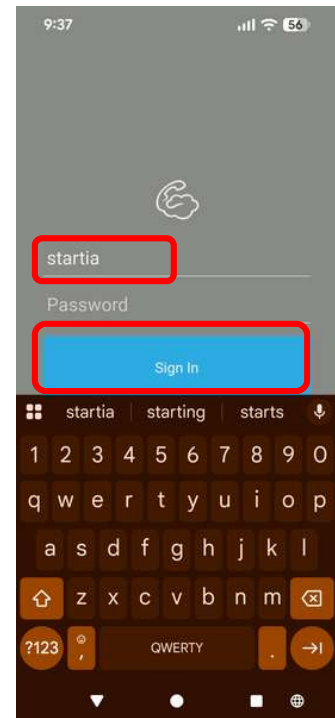 9:37 56
startia
Password
Sign In
startia starting starts
1 2 3 4 5 6 7 8 9 0
q w e r t y u i o p
a s d f g h j k l
z x c v b n m
?123 , QWERTY .